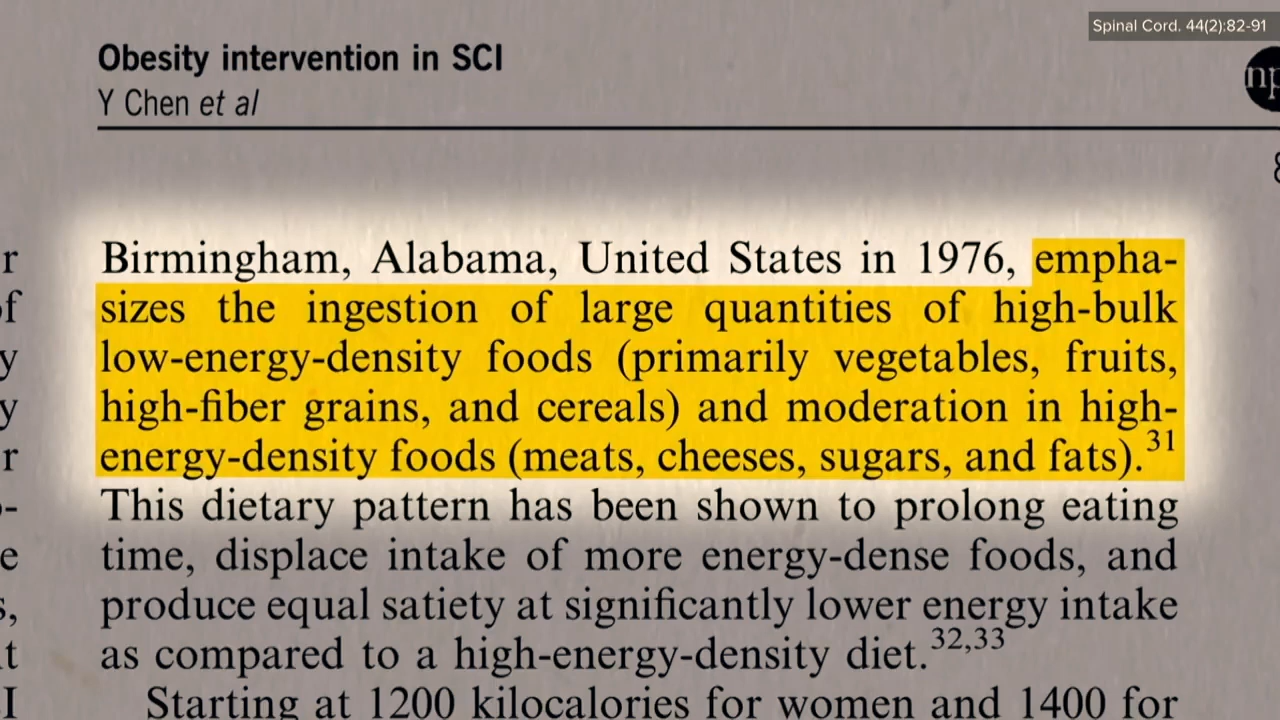 Spinal Cord. 44(2):82-91
Obesity intervention in SCI
Y Chen et al
Birmingham, Alabama, United States in 1976, empha-
sizes the ingestion of large quantities of high-bulk
low-energy-density foods (primarily vegetables, fruits,
high-fiber grains, and cereals) and moderation in high-
energy-density foods (meats, cheeses, sugars, and fats).31
This dietary pattern has been shown to prolong eating
time, displace intake of more energy-dense foods, and
produce equal satiety at significantly lower energy intake
as compared to a high-energy-density diet.32,33
Starting at 1200 kilocalories for women and 1400 for